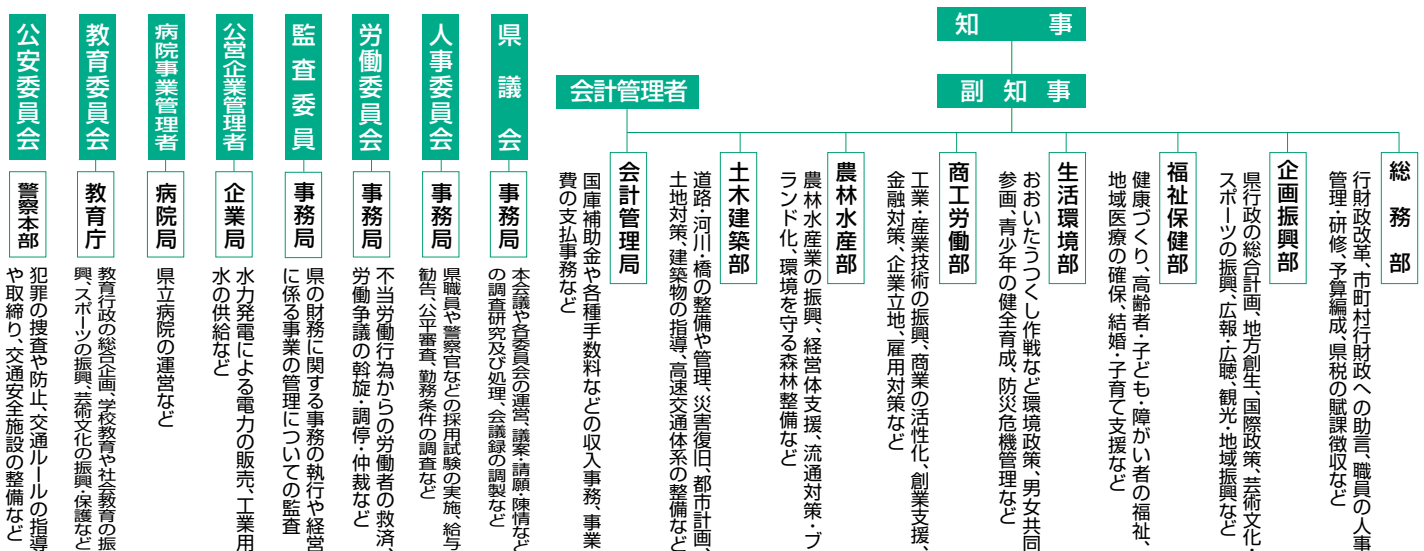 知事
副知事
総務部
行財政改革、市町村行財政への助言、職員の人事
管理・研修、予算編成、県税の賦課徴収など
企画振興部
県行政の総合計画、地方創生、国際政策、芸術文化・
スポーツの振興、広報・広聴、観光・地域振興など
福祉保健部
健康づくり、高齢者・子ども・障がい者の福祉、
地域医療の確保、結婚・子育て支援など
生活環境部
おおいたうつくし作戦など環境政策、男女共同
参画、青少年の健全育成、防災危機管理など
商工労働部
工業・産業技術の振興、商業の活性化、創業支援、
金融対策、企業立地、雇用対策など
農林水産部
農林水産業の振興、経営体支援、流通対策・ブ
ランド化、環境を守る森林整備など
土木建築部
道路・河川・橋の整備や管理、災害復旧、都市計画、
土地対策、建築物の指導、高速交通体系の整備など
会計管理者
会計管理局
国庫補助金や各種手数料などの収入事務、事業
費の支払事務など
県議会
事務局
本会議や各委員会の運営、議案・請願・陳情など
の調査研究及び処理、会議録の調製など
人事委員会
事務局
県職員や警察官などの採用試験の実施、給与
勧告、公平審査、勤務条件の調査など
労働委員会
事務局
不当労働行為からの労働者の救済、
労働争議の斡旋・調停・仲裁など
監査委員
事務局
県の財務に関する事務の執行や経営
に係る事業の管理についての監査
公営企業管理者
企業局
水力発電による電力の販売、工業用
水の供給など
病院事業管理者
病院局
県立病院の運営など
教育委員会
教育庁
教育行政の総合企画、学校教育や社会教育の振
興、スポーツの振興、芸術文化の振興・保護など
公安委員会
警察本部
犯罪の捜査や防止、交通ルールの指導
や取締り、交通安全施設の整備など